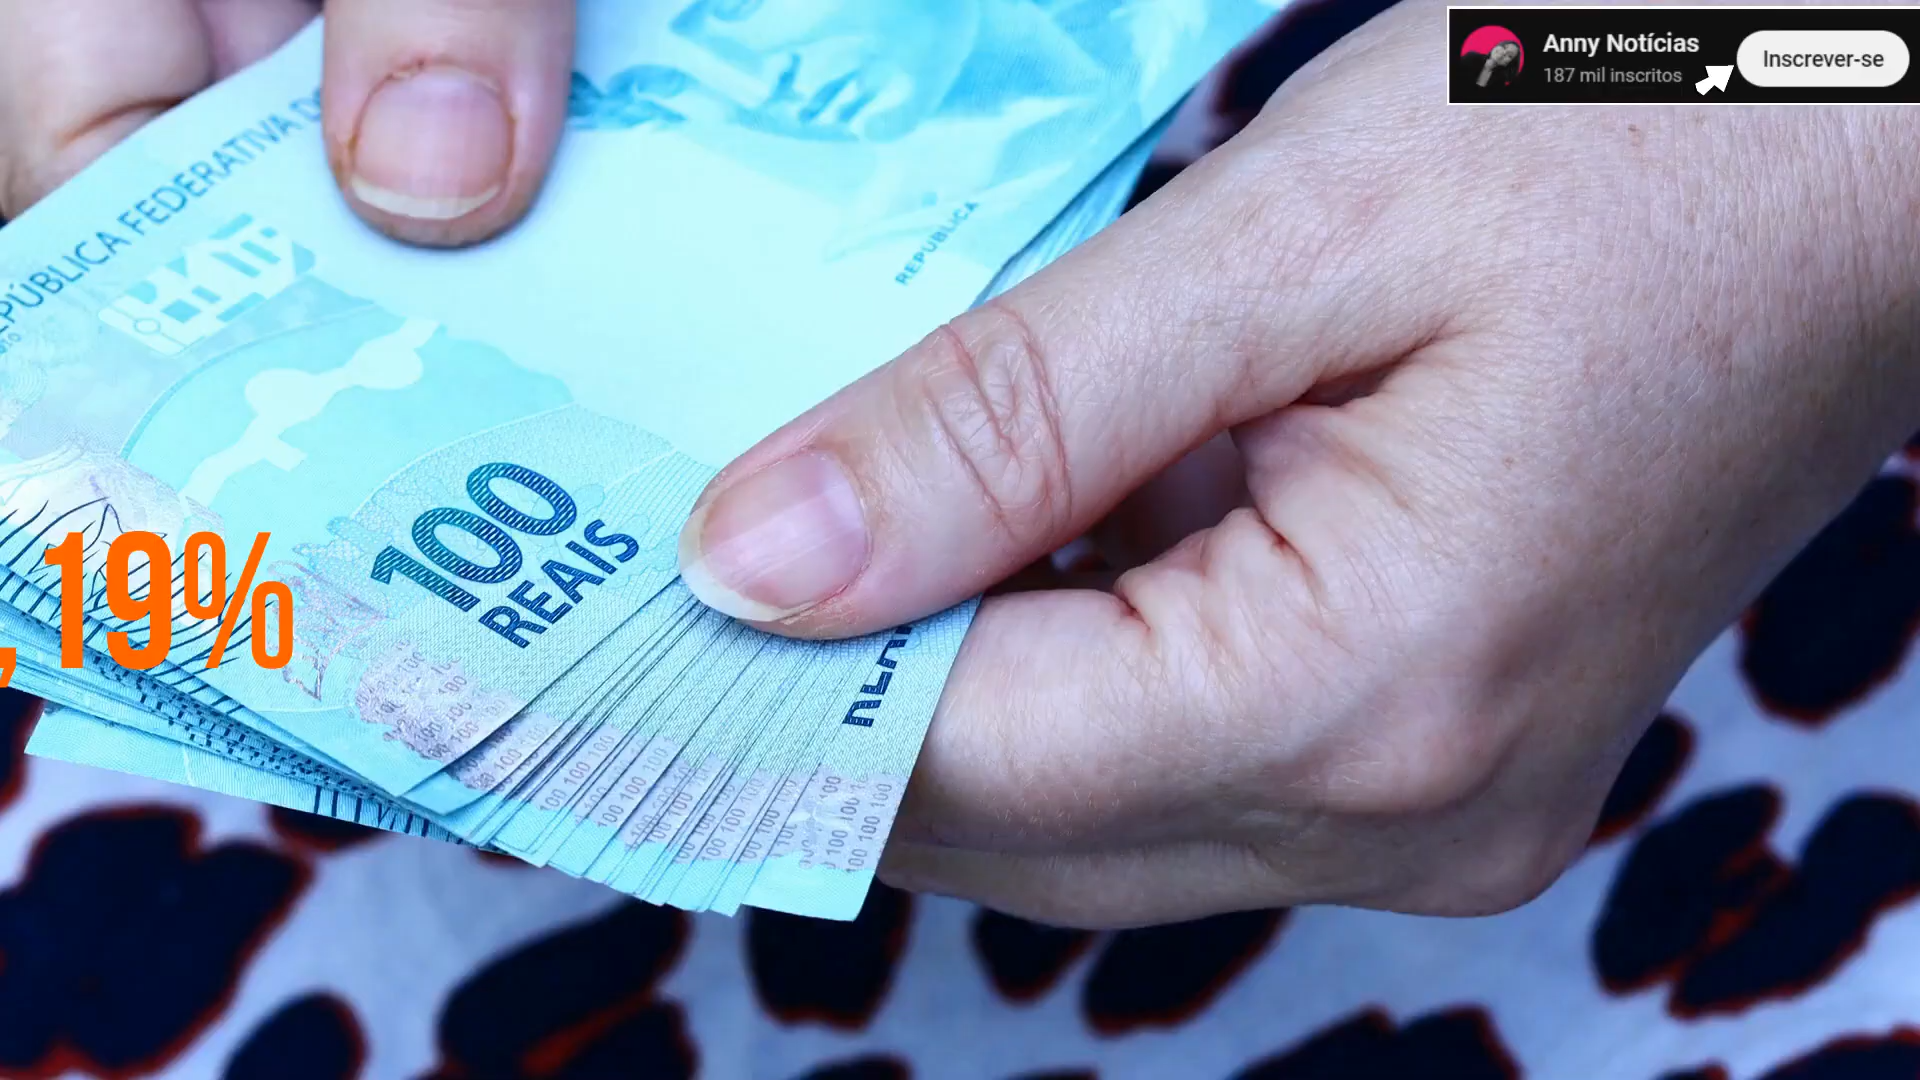 Anny Notícias
187 mil inscritos
Inscrever-se
PÚBLICA FEDERATIVA D
REPÚBLICA
,19%
100
REAIS